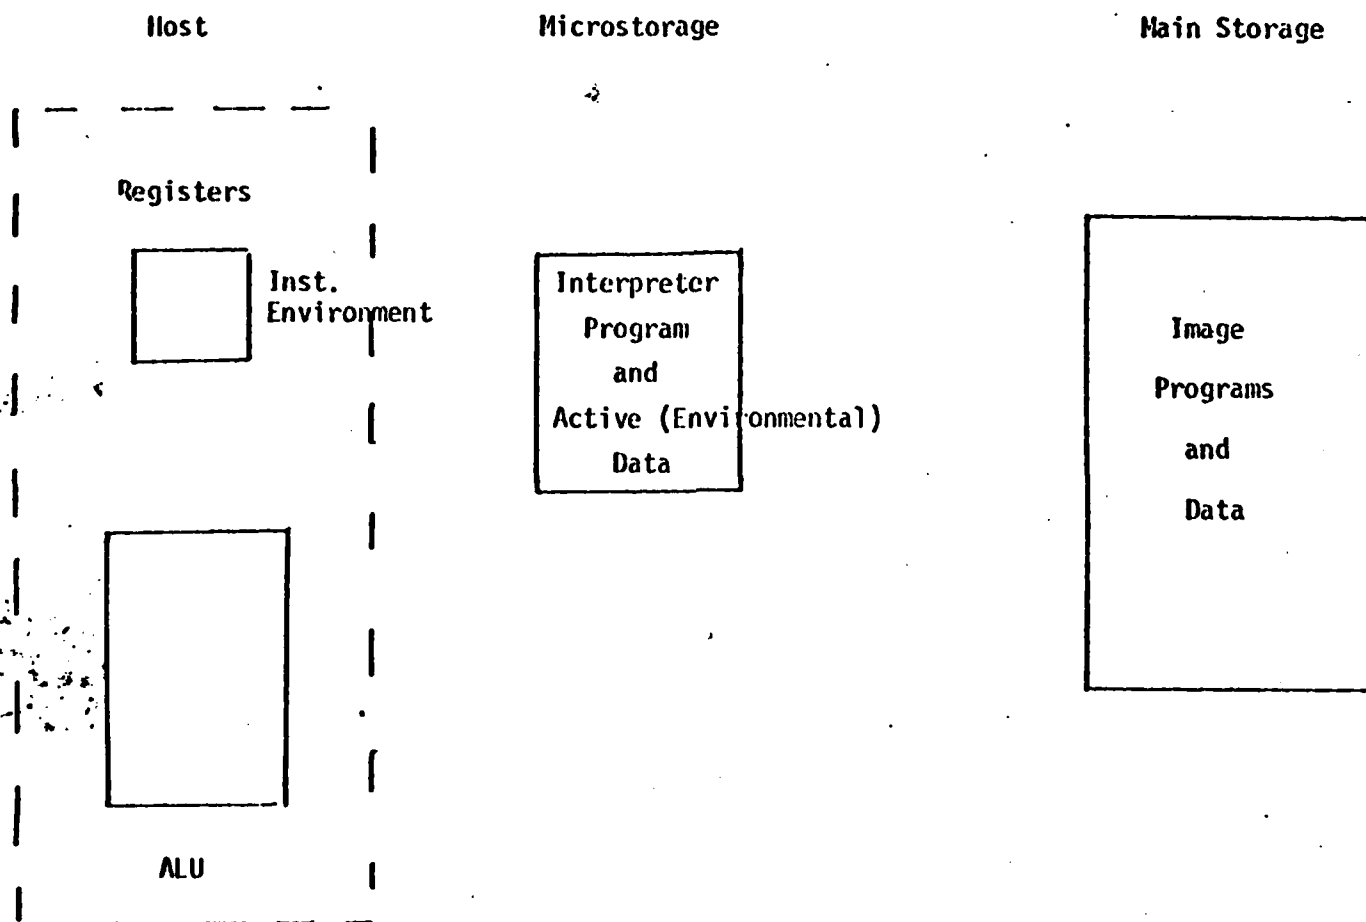 Host
Microstorage
Main Storage
Registers
Inst.
Environment
Interpreter
Program
and
Active (Environmental)
Data
Image
Programs
and
Data
ALU